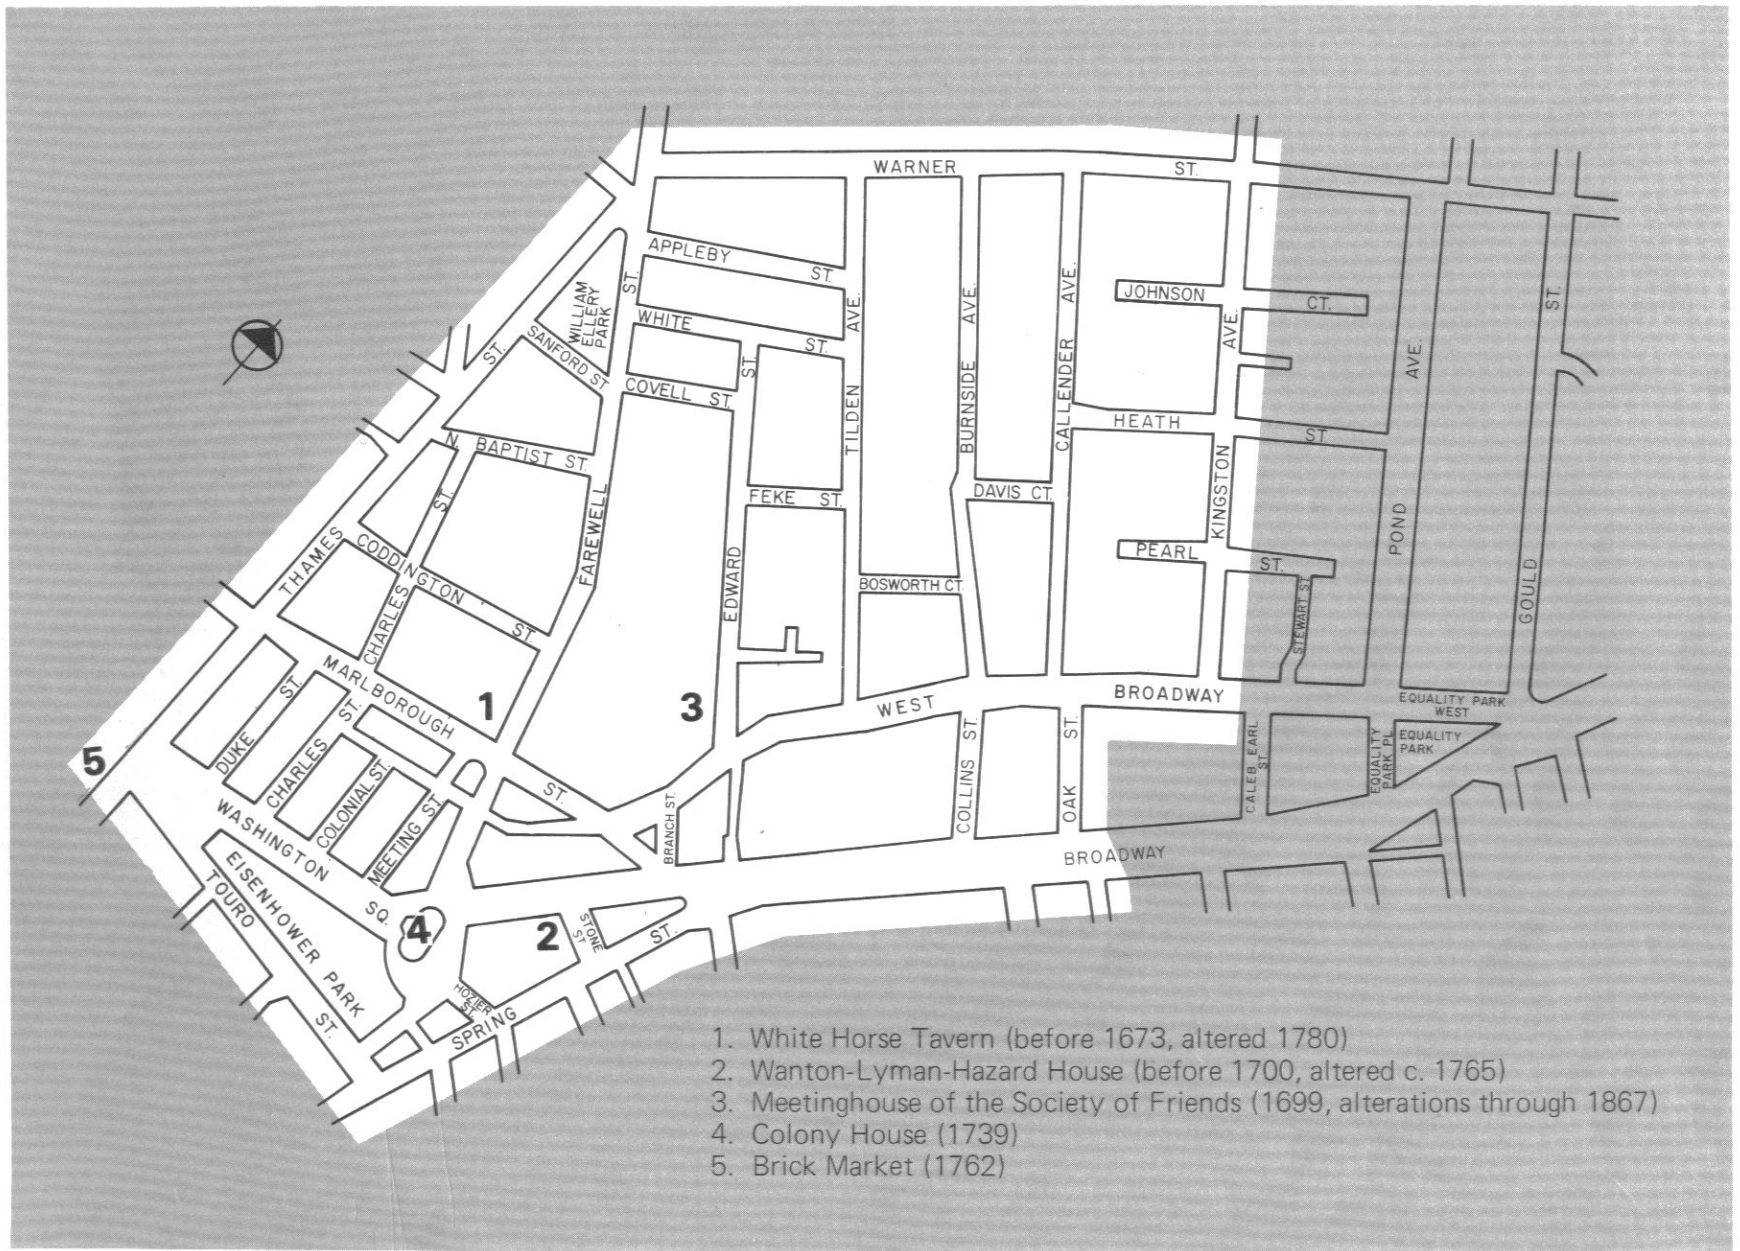 WARNER ST.
APPLEBY ST.
WILLIAM
ELLERY
PARK
ST.
WHITE ST.
SANFORD ST.
COVELL ST.
ST.
TILDEN AVE.
BURNSIDE AVE.
CALLENDER AVE.
JOHNSON CT.
KINGSTON AVE.
POND AVE.
GOULD ST.
HEATH ST.
THAMES ST.
N. BAPTIST ST.
FAREWELL
EDWARD
FEKE ST.
DAVIS CT.
CODDINGTON ST.
CHARLES ST.
PEARL ST.
STEWART ST.
BOSWORTH CT.
MARLBOROUGH ST.
DUKE ST.
CHARLES ST.
COLONIAL ST.
MEETING ST.
WEST BROADWAY
EQUALITY PARK
WEST
EQUALITY
PARK
EQUALITY
PARK PL.
CALEB EARL
ST.
COLLINS ST.
OAK ST.
BRANCH ST.
BROADWAY
WASHINGTON SQ.
EISENHOWER PARK
TOURO ST.
STONE
ST
HOZIER
ST.
SPRING ST.
1
2
3
4
5
1. White Horse Tavern (before 1673, altered 1780)
2. Wanton-Lyman-Hazard House (before 1700, altered c. 1765)
3. Meetinghouse of the Society of Friends (1699, alterations through 1867)
4. Colony House (1739)
5. Brick Market (1762)